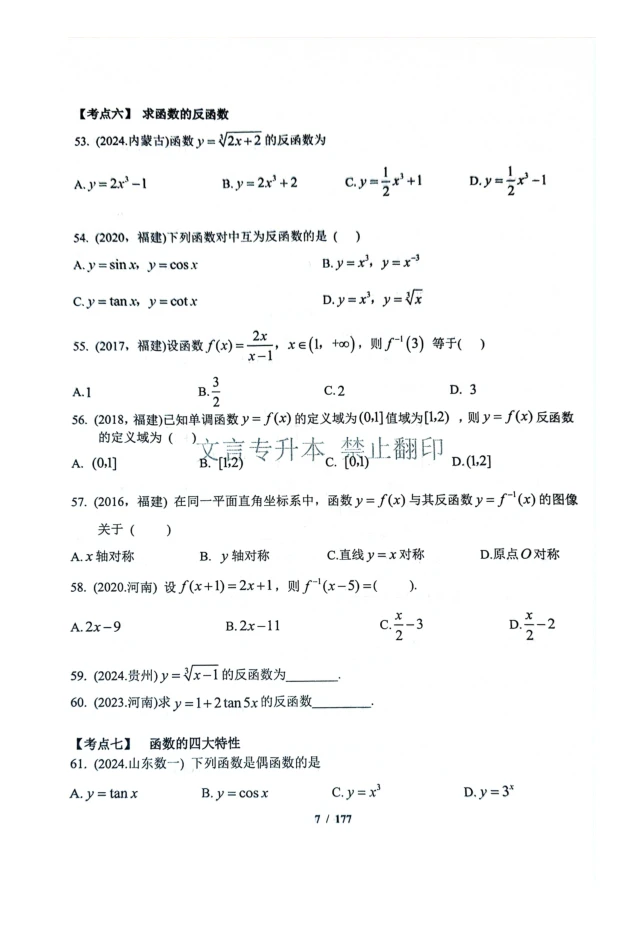 【考点六】 求函数的反函数
53. (2024.内蒙古)函数 y = ∛(2x+2) 的反函数为
A. y = 2x³ −1 B. y = 2x³ + 2 C. y = 1/2 x³ + 1 D. y = 1/2 x³ − 1
54. (2020，福建)下列函数对中互为反函数的是 ( )
A. y = sin x，y = cos x B. y = x³，y = x⁻³
C. y = tan x，y = cot x D. y = x³，y = ∛x
55. (2017，福建)设函数 f(x) = 2x/(x−1)，x∈(1，+∞)，则 f⁻¹(3) 等于( )
A.1 B. 3/2 C. 2 D. 3
56. (2018，福建)已知单调函数 y = f(x) 的定义域为(0,1]值域为[1,2) ，则 y = f(x) 反函数
的定义域为 ( )
A. (0,1] B. [1,2) C. [0,1) D.(1,2]
文言专升本 禁止翻印
57. (2016，福建) 在同一平面直角坐标系中，函数 y = f(x) 与其反函数 y = f⁻¹(x) 的图像
关于 ( )
A. x 轴对称 B. y 轴对称 C.直线 y = x 对称 D.原点 O 对称
58. (2020.河南) 设 f(x+1) = 2x+1，则 f⁻¹(x−5) =( ).
A. 2x−9 B. 2x−11 C. x/2 −3 D. x/2 −2
59. (2024.贵州) y = ∛(x−1) 的反函数为______.
60. (2023.河南)求 y = 1+2 tan 5x 的反函数______.
【考点七】 函数的四大特性
61. (2024.山东数一) 下列函数是偶函数的是
A. y = tan x B. y = cos x C. y = x³ D. y = 3ˣ
7 / 177